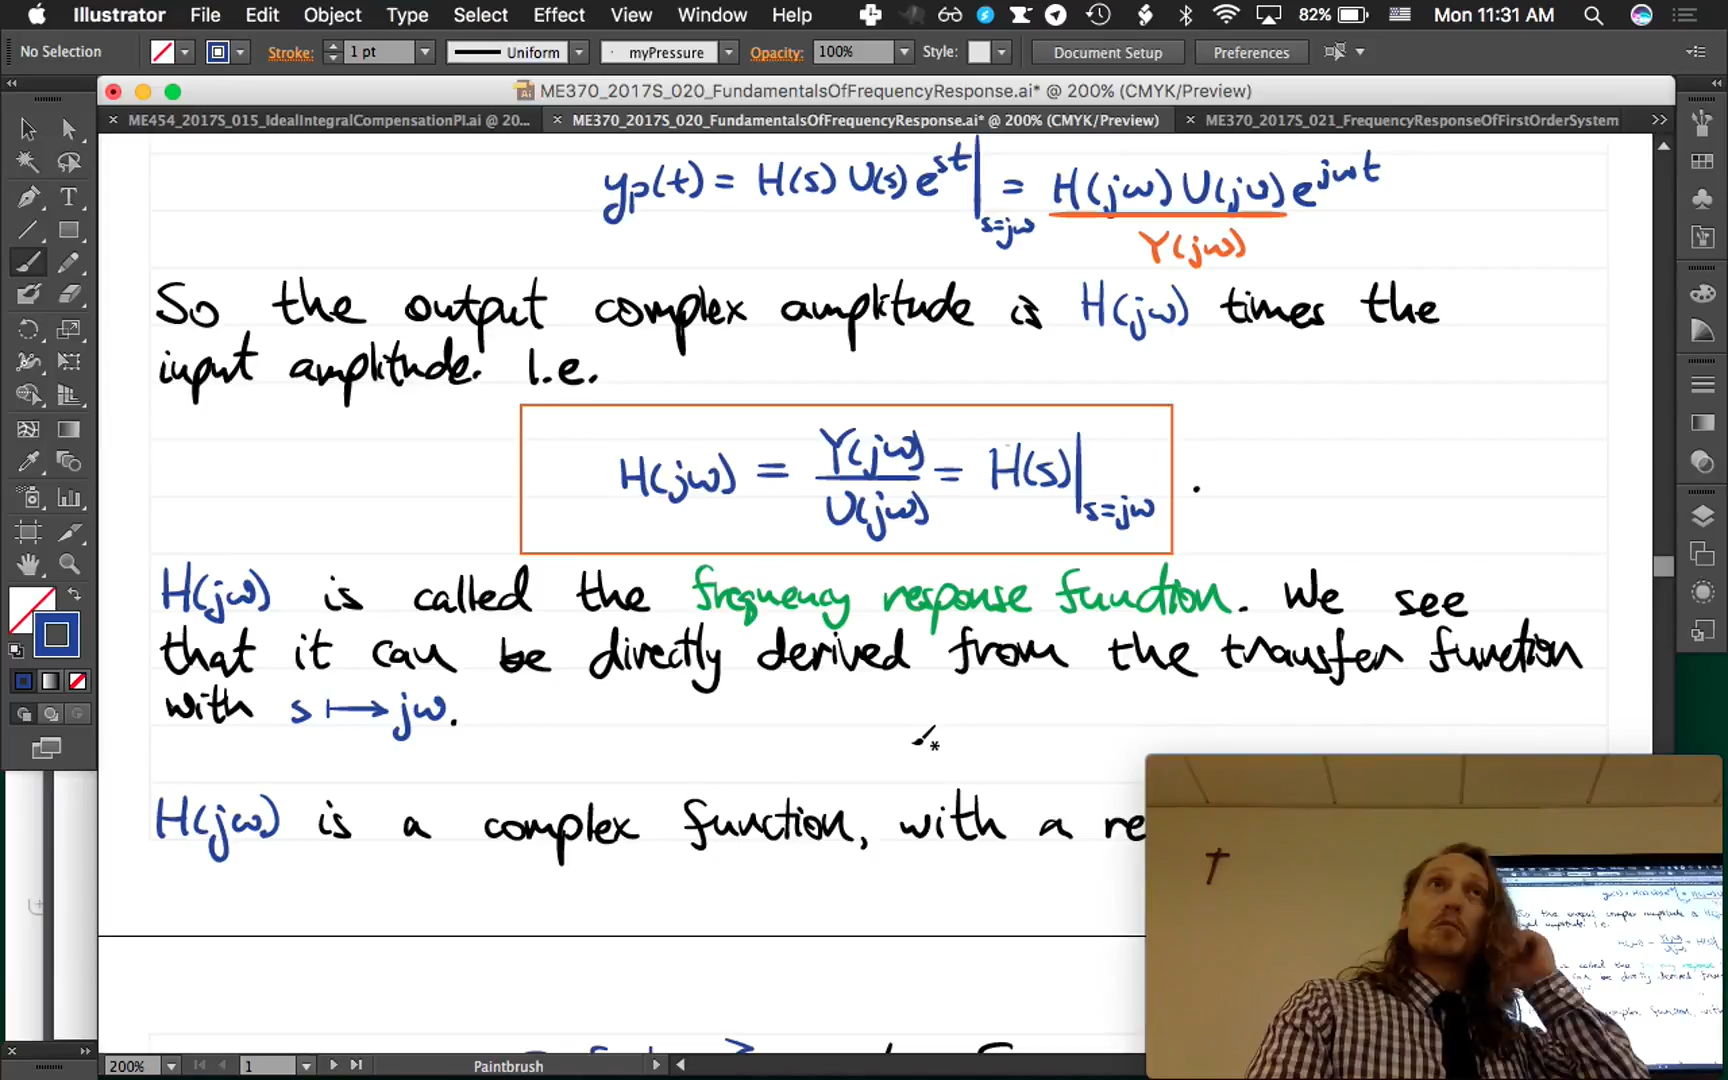 Illustrator File Edit Object Type Select Effect View Window Help 82% Mon 11:31 AM
No Selection Stroke: 1 pt Uniform myPressure Opacity: 100% Style: Document Setup Preferences
ME370_2017S_020_FundamentalsOfFrequencyResponse.ai* @ 200% (CMYK/Preview)
ME454_2017S_015_IdealIntegralCompensationPI.ai @ 20... ME370_2017S_020_FundamentalsOfFrequencyResponse.ai* @ 200% (CMYK/Preview) ME370_2017S_021_FrequencyResponseOfFirstOrderSystem
yp(t) = H(s) U(s) e^st |s=jω = H(jω) U(jω) e^jωt
Y(jω)
So the output complex amplitude is H(jω) times the
input amplitude. I.e.
H(jω) = Y(jω)/U(jω) = H(s)|s=jω .
H(jω) is called the frequency response function. We see
that it can be directly derived from the transfer function
with s ↦ jω.
H(jω) is a complex function, with a re
200% 1 Paintbrush